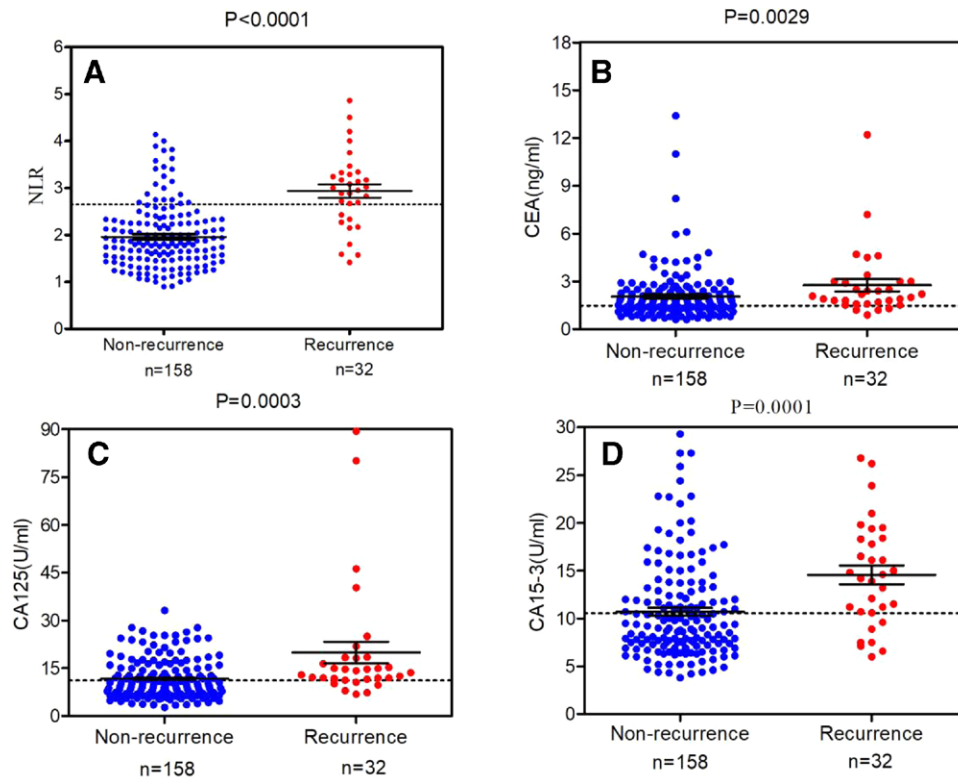 P<0.0001
A
NLR
6
5
4
3
2
1
0
Non-recurrence
Recurrence
n=158
n=32
P=0.0029
B
CEA(ng/ml)
18
15
12
9
6
3
0
Non-recurrence
Recurrence
n=158
n=32
P=0.0003
C
CA125(U/ml)
90
75
60
45
30
15
0
Non-recurrence
Recurrence
n=158
n=32
P=0.0001
D
CA15-3(U/ml)
30
25
20
15
10
5
0
Non-recurrence
Recurrence
n=158
n=32